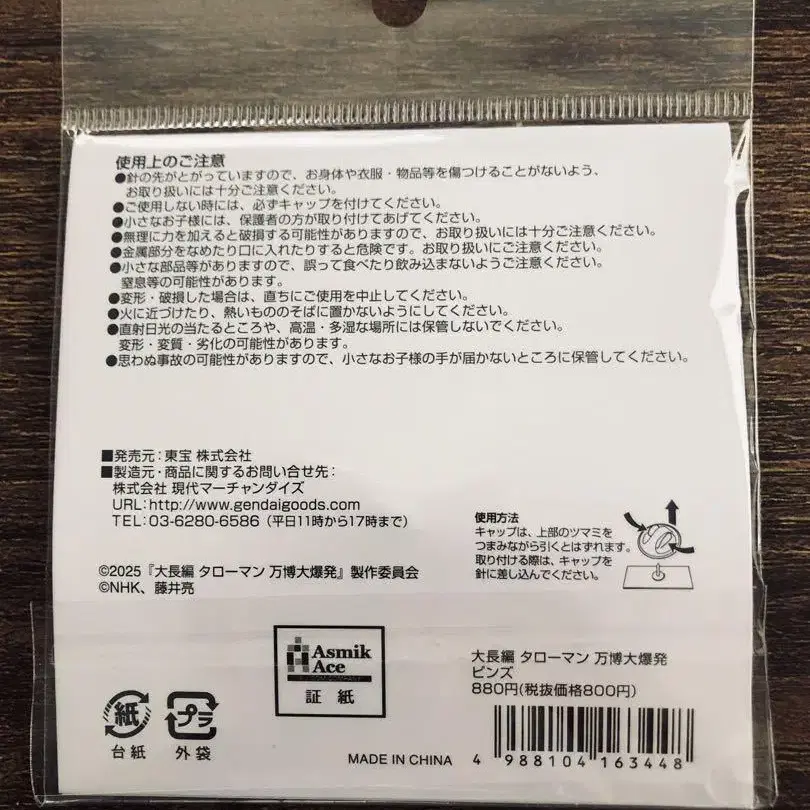 使用上のご注意
●針の先がとがっていますので、お身体や衣服・物品等を傷つけることがないよう、
お取り扱いには十分ご注意ください。
●ご使用しない時には、必ずキャップを付けてください。
●小さなお子様には、保護者の方が取り付けてあげてください。
●無理に力を加えると破損する可能性がありますので、お取り扱いには十分ご注意ください。
●金属部分をなめたり口に入れたりすると危険です。お取り扱いにご注意ください。
●小さな部品等がありますので、誤って食べたり飲み込まないようご注意ください。
窒息等の可能性があります。
●変形・破損した場合は、直ちにご使用を中止してください。
●火に近づけたり、熱いもののそばに置かないようにしてください。
●直射日光の当たるところや、高温・多湿な場所には保管しないでください。
変形・変質・劣化の可能性があります。
●思わぬ事故の可能性がありますので、小さなお子様の手が届かないところに保管してください。
■発売元：東宝 株式会社
■製造元・商品に関するお問い合せ先：
株式会社 現代マーチャンダイズ
URL：http://www.gendaigoods.com
TEL：03-6280-6586（平日11時から17時まで）
使用方法
キャップは、上部のツマミを
つまみながら引くとはずれます。
取り付ける際は、キャップを
針に差し込んでください。
©2025『大長編 タローマン 万博大爆発』製作委員会
©NHK、藤井亮
Asmik
Ace
証紙
大長編 タローマン 万博大爆発
ピンズ
880円(税抜価格800円)
紙
台紙
プラ
外袋
MADE IN CHINA
4 988104 163448